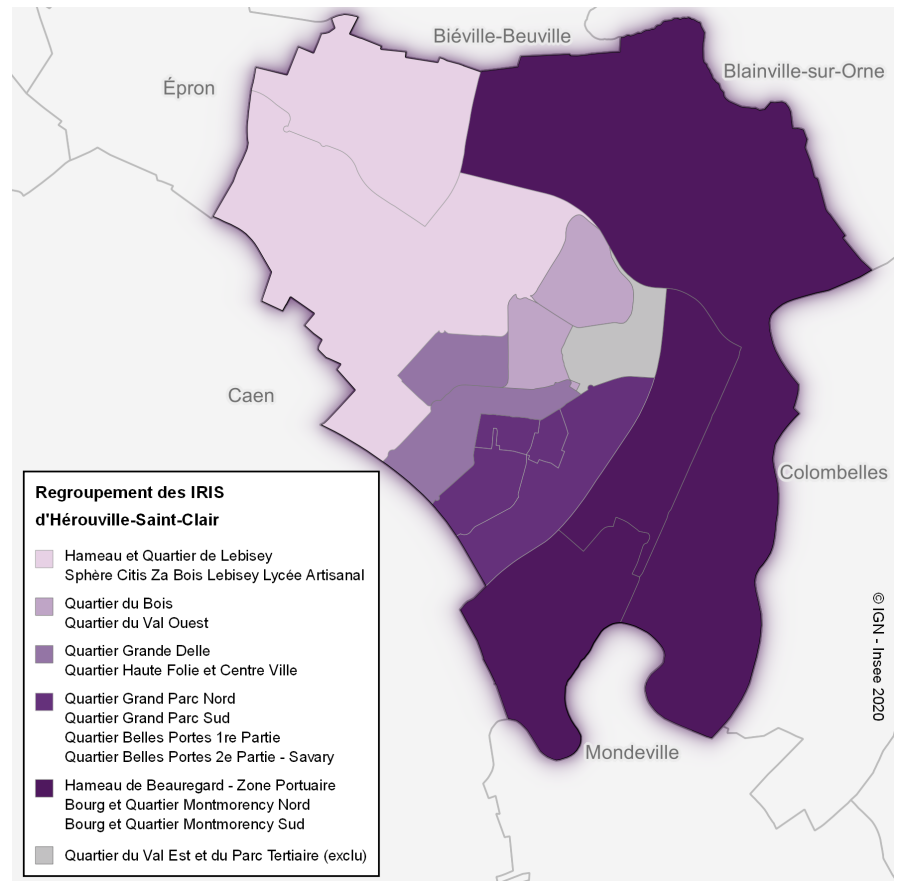 Biéville-Beuville
Blainville-sur-Orne
Épron
Caen
Colombelles
Regroupement des IRIS
d'Hérouville-Saint-Clair
Hameau et Quartier de Lebisey
Sphère Citis Za Bois Lebisey Lycée Artisanal
Quartier du Bois
Quartier du Val Ouest
Quartier Grande Delle
Quartier Haute Folie et Centre Ville
Quartier Grand Parc Nord
Quartier Grand Parc Sud
Quartier Belles Portes 1re Partie
Quartier Belles Portes 2e Partie - Savary
Hameau de Beauregard - Zone Portuaire
Bourg et Quartier Montmorency Nord
Bourg et Quartier Montmorency Sud
Quartier du Val Est et du Parc Tertiaire (exclu)
Mondeville
© IGN - Insee 2020